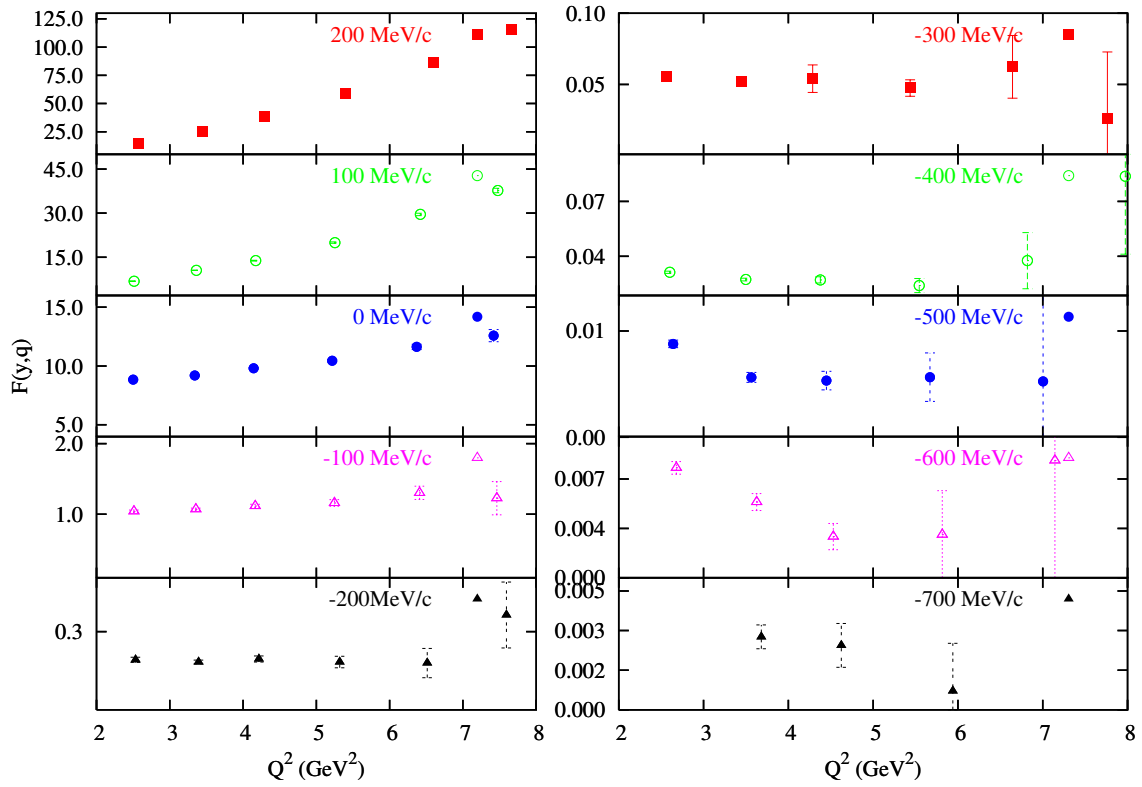 125.0
100.0
75.0
50.0
25.0
200 MeV/c
45.0
30.0
15.0
100 MeV/c
15.0
10.0
5.0
0 MeV/c
2.0
1.0
-100 MeV/c
0.3
-200MeV/c
2 3 4 5 6 7 8
Q² (GeV²)
F(y,q)
0.10
0.05
-300 MeV/c
0.07
0.04
-400 MeV/c
0.01
0.00
-500 MeV/c
0.007
0.004
0.000
-600 MeV/c
0.005
0.003
0.002
0.000
-700 MeV/c
2 3 4 5 6 7 8
Q² (GeV²)